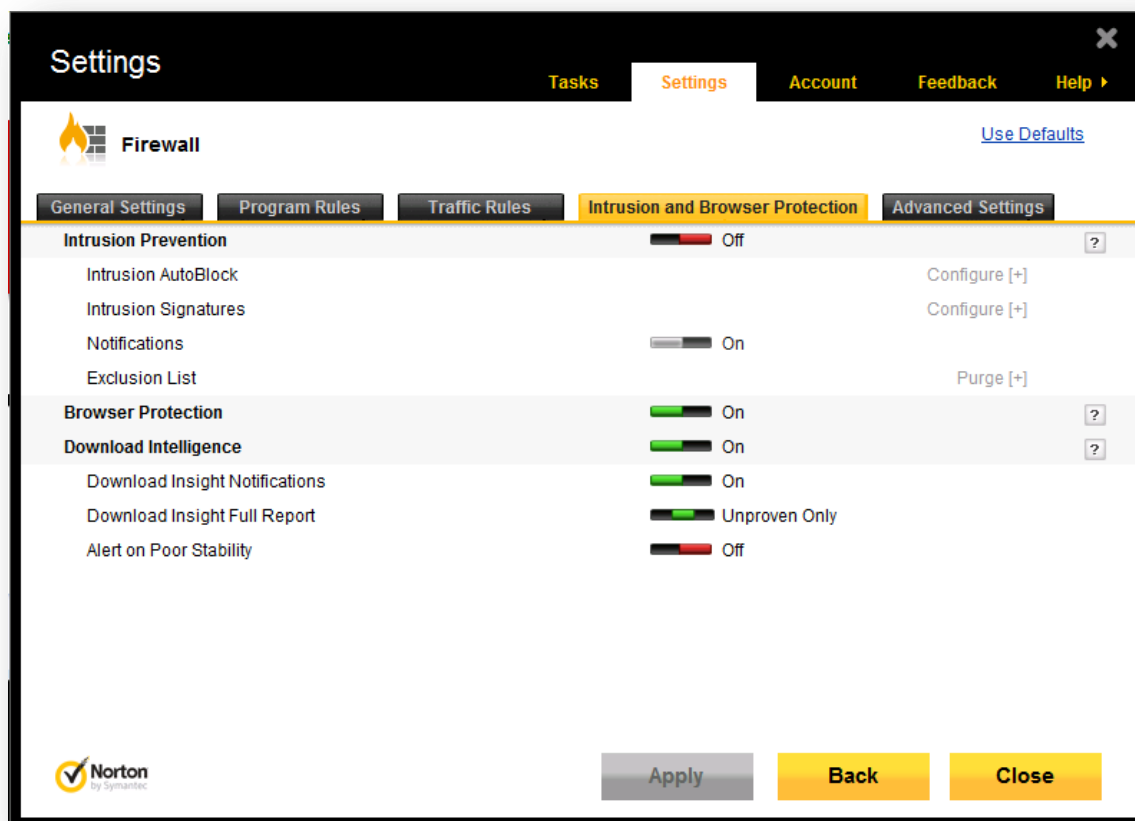 Settings
Tasks Settings Account Feedback Help
Firewall Use Defaults
General Settings Program Rules Traffic Rules Intrusion and Browser Protection Advanced Settings
Intrusion Prevention Off ?
Intrusion AutoBlock Configure [+]
Intrusion Signatures Configure [+]
Notifications On
Exclusion List Purge [+]
Browser Protection On ?
Download Intelligence On ?
Download Insight Notifications On
Download Insight Full Report Unproven Only
Alert on Poor Stability Off
Norton
by Symantec
Apply Back Close